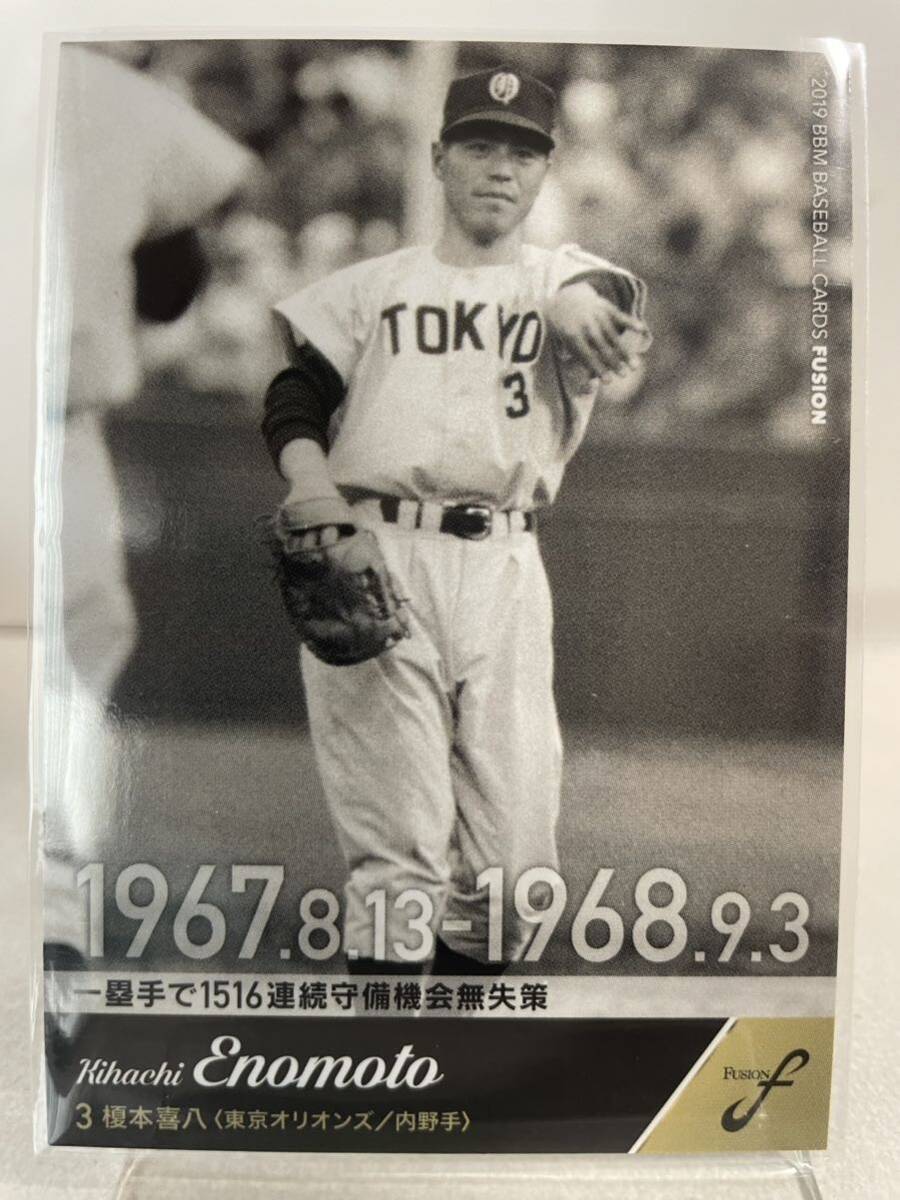 2019 BBM BASEBALL CARDS FUSION
TOKYO
3
1967.8.13-1968.9.3
一塁手で1516連続守備機会無失策
Kihachi Enomoto
3 榎本喜八〈東京オリオンズ/内野手〉
FUSION f